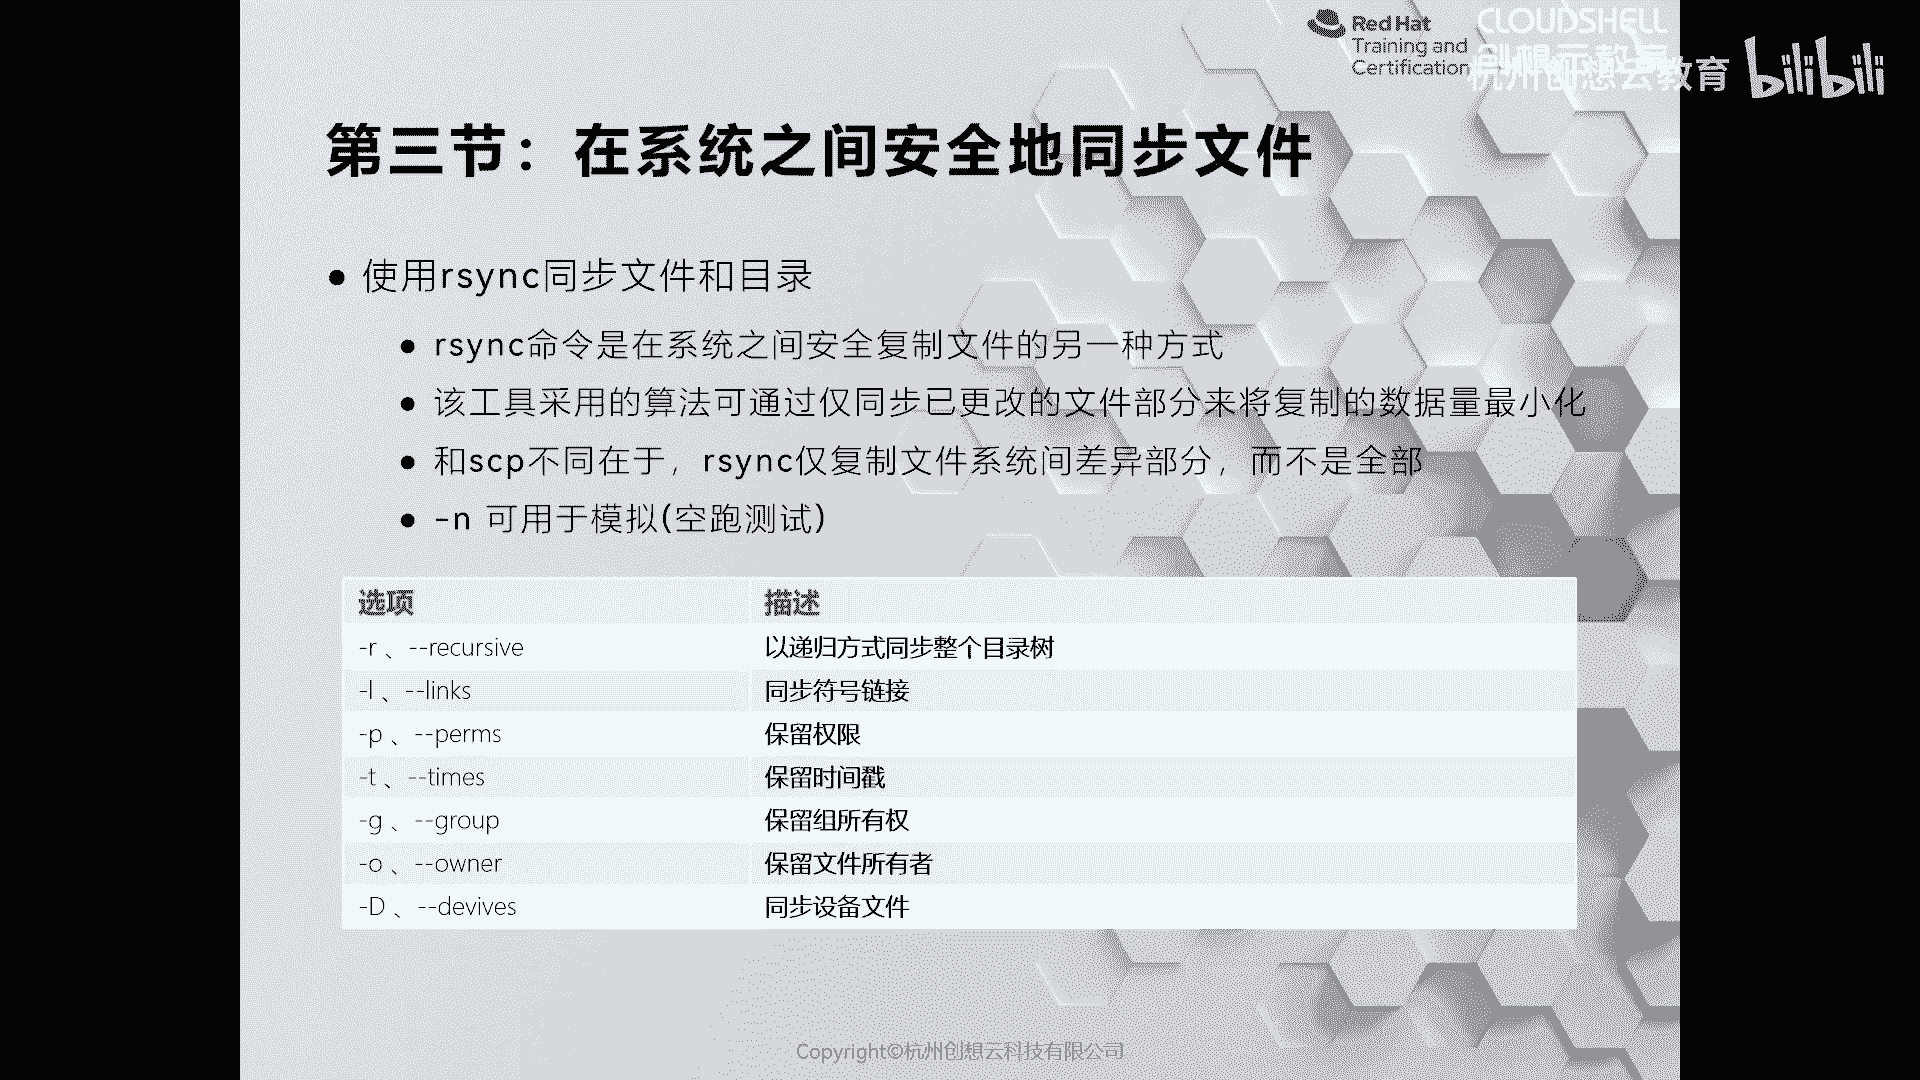 Red Hat
Training and
Certification
CLOUDSHELL
杭州创想云教育
bilibili
第三节：在系统之间安全地同步文件
● 使用rsync同步文件和目录
● rsync命令是在系统之间安全复制文件的另一种方式
● 该工具采用的算法可通过仅同步已更改的文件部分来将复制的数据量最小化
● 和scp不同在于，rsync仅复制文件系统间差异部分，而不是全部
● -n 可用于模拟(空跑测试)
选项 描述
-r 、--recursive 以递归方式同步整个目录树
-l 、--links 同步符号链接
-p 、--perms 保留权限
-t 、--times 保留时间戳
-g 、--group 保留组所有权
-o 、--owner 保留文件所有者
-D 、--devives 同步设备文件
Copyright©杭州创想云科技有限公司